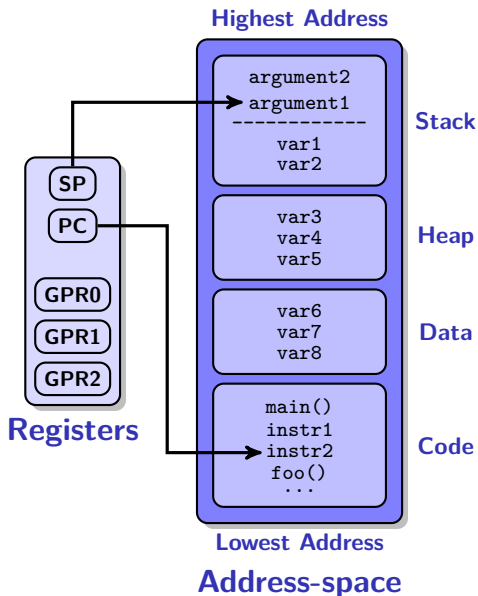 Highest Address
argument2
argument1
------------
var1
var2
Stack
var3
var4
var5
Heap
var6
var7
var8
Data
main()
instr1
instr2
foo()
...
Code
Lowest Address
Address-space
SP
PC
GPR0
GPR1
GPR2
Registers